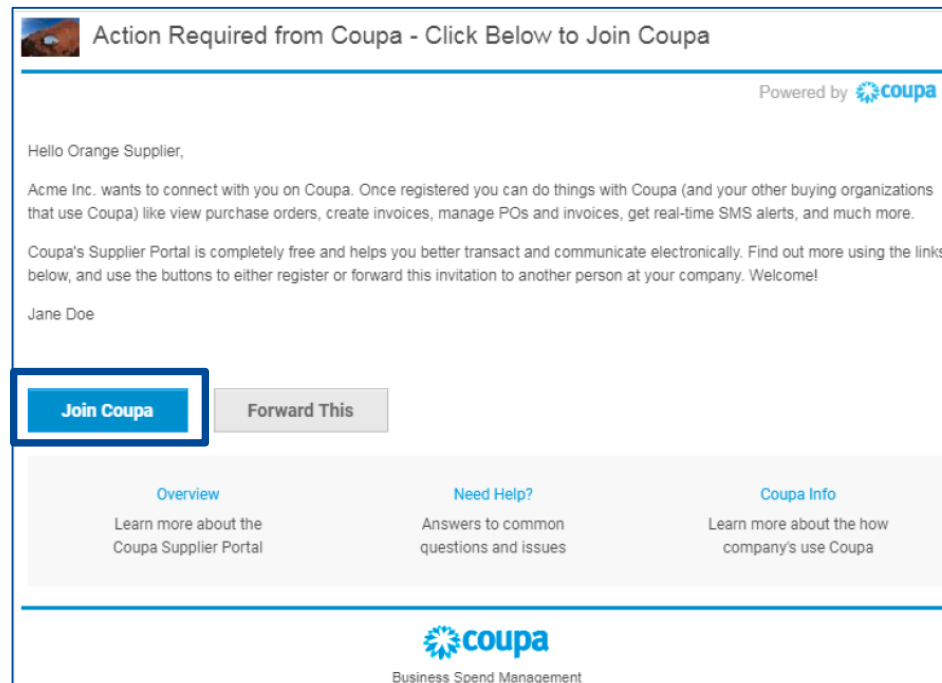 Action Required from Coupa - Click Below to Join Coupa
Powered by coupa
Hello Orange Supplier,
Acme Inc. wants to connect with you on Coupa. Once registered you can do things with Coupa (and your other buying organizations
that use Coupa) like view purchase orders, create invoices, manage POs and invoices, get real-time SMS alerts, and much more.
Coupa's Supplier Portal is completely free and helps you better transact and communicate electronically. Find out more using the links
below, and use the buttons to either register or forward this invitation to another person at your company. Welcome!
Jane Doe
Join Coupa Forward This
Overview Need Help? Coupa Info
Learn more about the Answers to common Learn more about the how
Coupa Supplier Portal questions and issues company's use Coupa
coupa
Business Spend Management